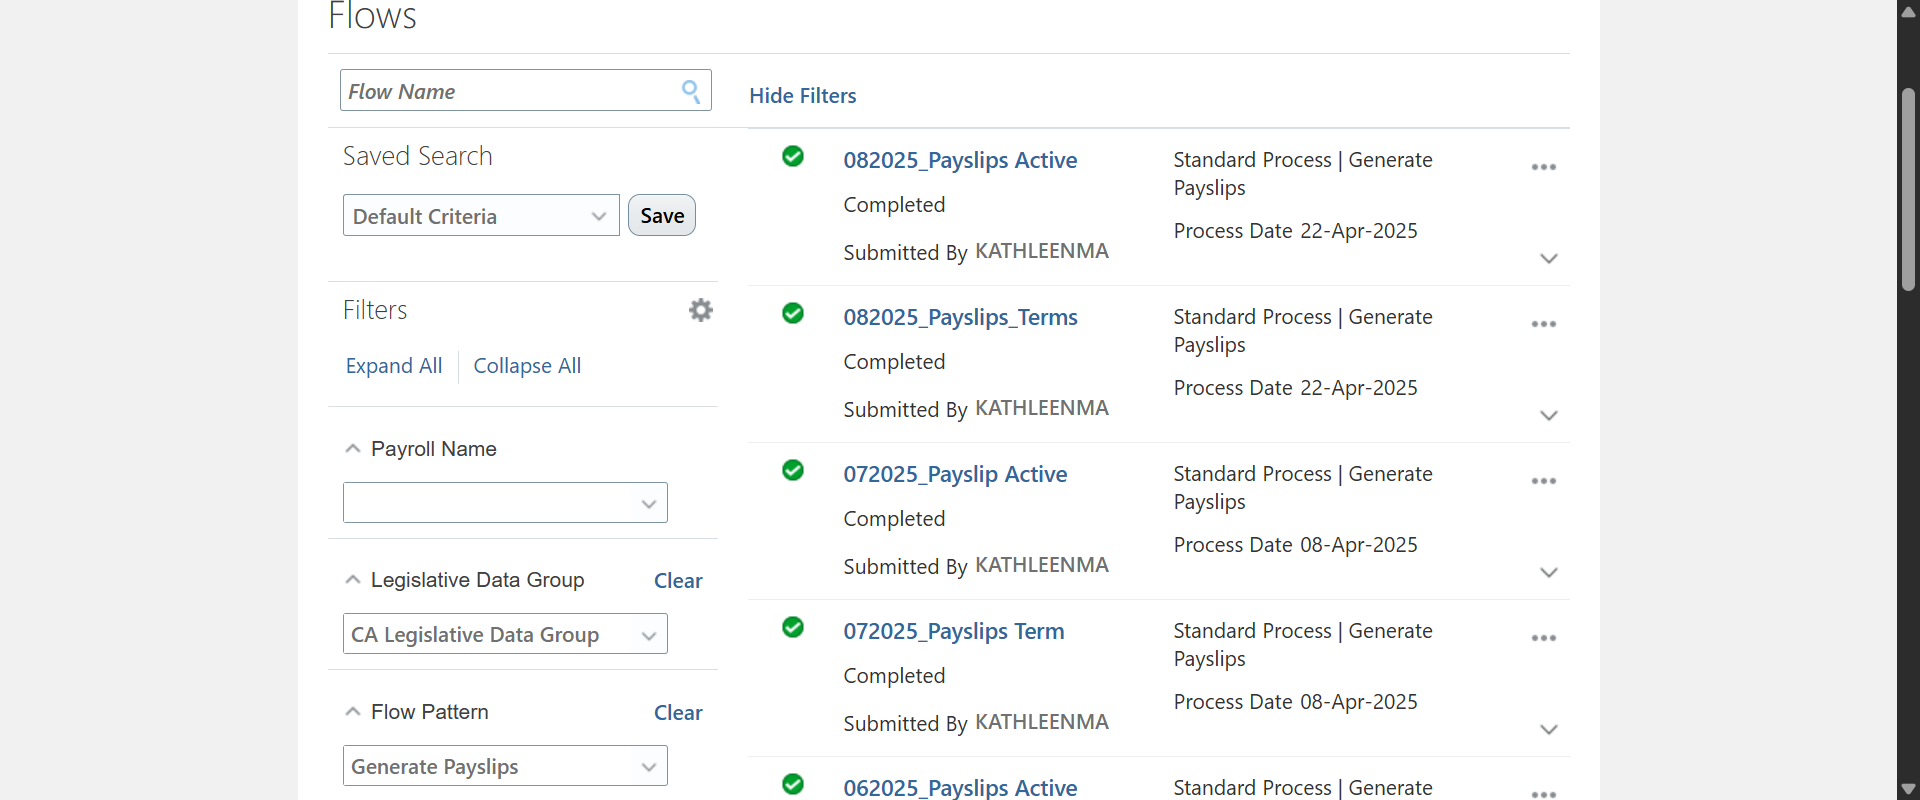 Flows
Flow Name
Hide Filters
Saved Search
Default Criteria
Save
Filters
Expand All
Collapse All
Payroll Name
Legislative Data Group
Clear
CA Legislative Data Group
Flow Pattern
Clear
Generate Payslips
082025_Payslips Active
Completed
Submitted By KATHLEENMA
Standard Process | Generate
Payslips
Process Date 22-Apr-2025
082025_Payslips_Terms
Completed
Submitted By KATHLEENMA
Standard Process | Generate
Payslips
Process Date 22-Apr-2025
072025_Payslip Active
Completed
Submitted By KATHLEENMA
Standard Process | Generate
Payslips
Process Date 08-Apr-2025
072025_Payslips Term
Completed
Submitted By KATHLEENMA
Standard Process | Generate
Payslips
Process Date 08-Apr-2025
062025_Payslips Active
Standard Process | Generate